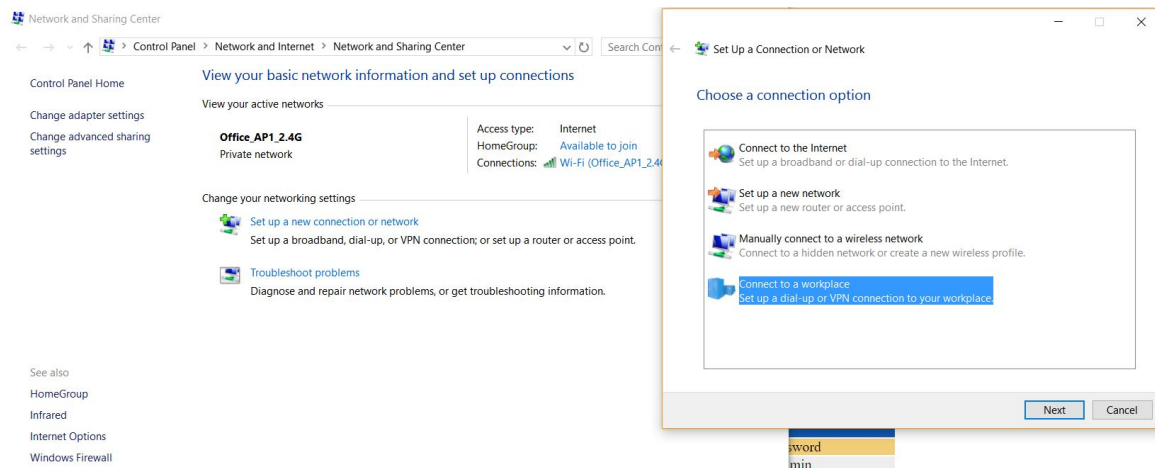 Network and Sharing Center
Control Panel > Network and Internet > Network and Sharing Center
Search Con
Control Panel Home
Change adapter settings
Change advanced sharing
settings
View your basic network information and set up connections
View your active networks
Office_AP1_2.4G
Private network
Access type: Internet
HomeGroup: Available to join
Connections: Wi-Fi (Office_AP1_2.4G
Change your networking settings
Set up a new connection or network
Set up a broadband, dial-up, or VPN connection; or set up a router or access point.
Troubleshoot problems
Diagnose and repair network problems, or get troubleshooting information.
See also
HomeGroup
Infrared
Internet Options
Windows Firewall
Set Up a Connection or Network
Choose a connection option
Connect to the Internet
Set up a broadband or dial-up connection to the Internet.
Set up a new network
Set up a new router or access point.
Manually connect to a wireless network
Connect to a hidden network or create a new wireless profile.
Connect to a workplace
Set up a dial-up or VPN connection to your workplace.
Next
Cancel
sword
min